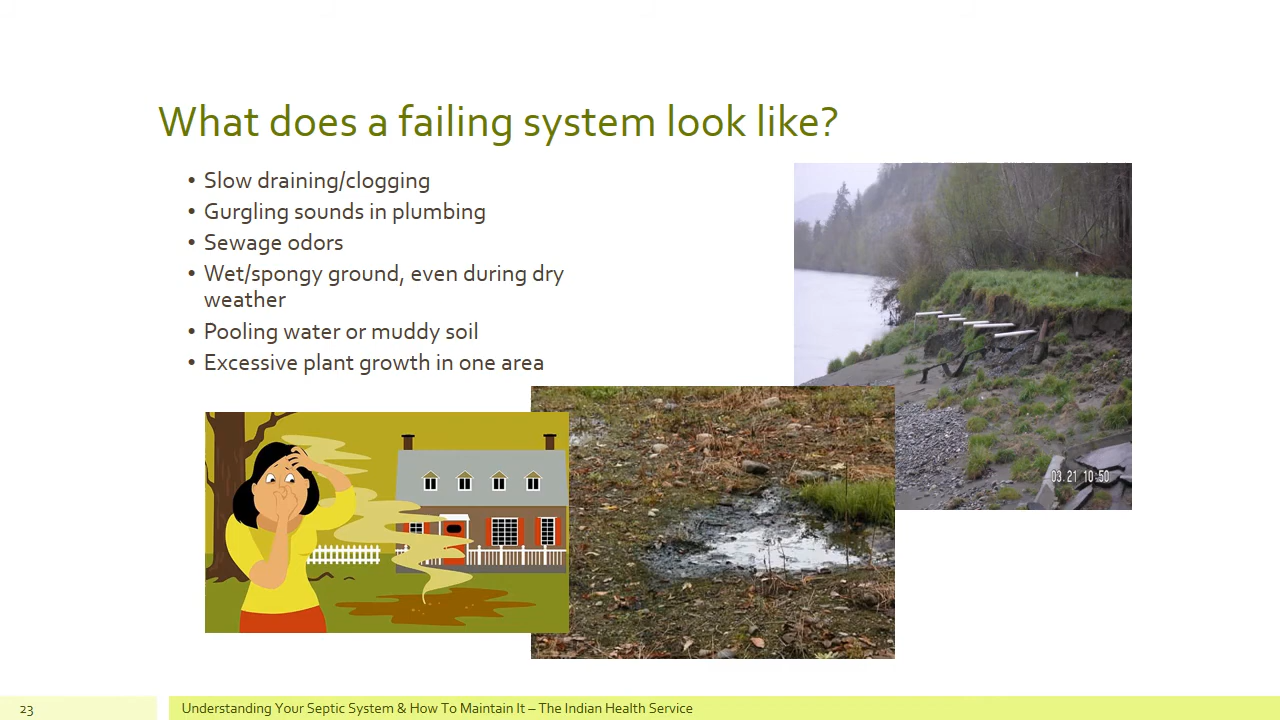 What does a failing system look like?
• Slow draining/clogging
• Gurgling sounds in plumbing
• Sewage odors
• Wet/spongy ground, even during dry
weather
• Pooling water or muddy soil
• Excessive plant growth in one area
03.21 10:50
23
Understanding Your Septic System & How To Maintain It – The Indian Health Service